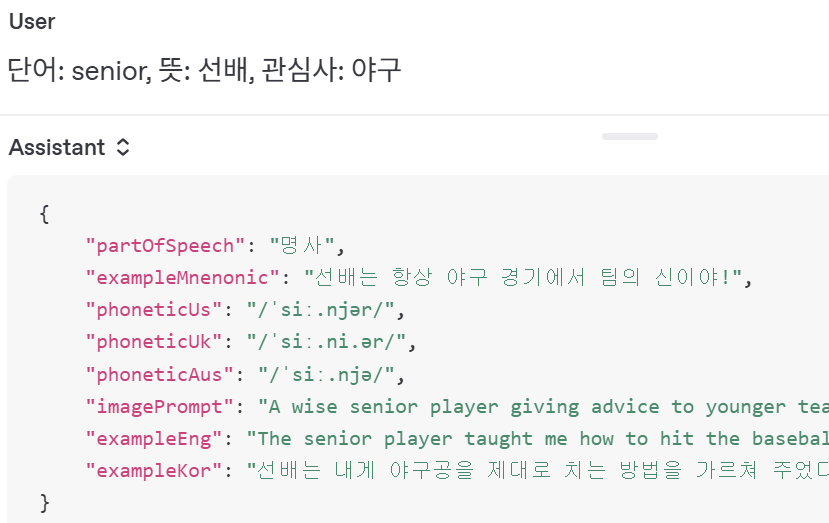 User
단어: senior, 뜻: 선배, 관심사: 야구
Assistant
{
"partOfSpeech": "명사",
"exampleMnenonic": "선배는 항상 야구 경기에서 팀의 신이야!",
"phoneticUs": "/ˈsiː.njər/",
"phoneticUk": "/ˈsiː.ni.ər/",
"phoneticAus": "/ˈsiː.njə/",
"imagePrompt": "A wise senior player giving advice to younger tea
"exampleEng": "The senior player taught me how to hit the basebal
"exampleKor": "선배는 내게 야구공을 제대로 치는 방법을 가르쳐 주었다
}